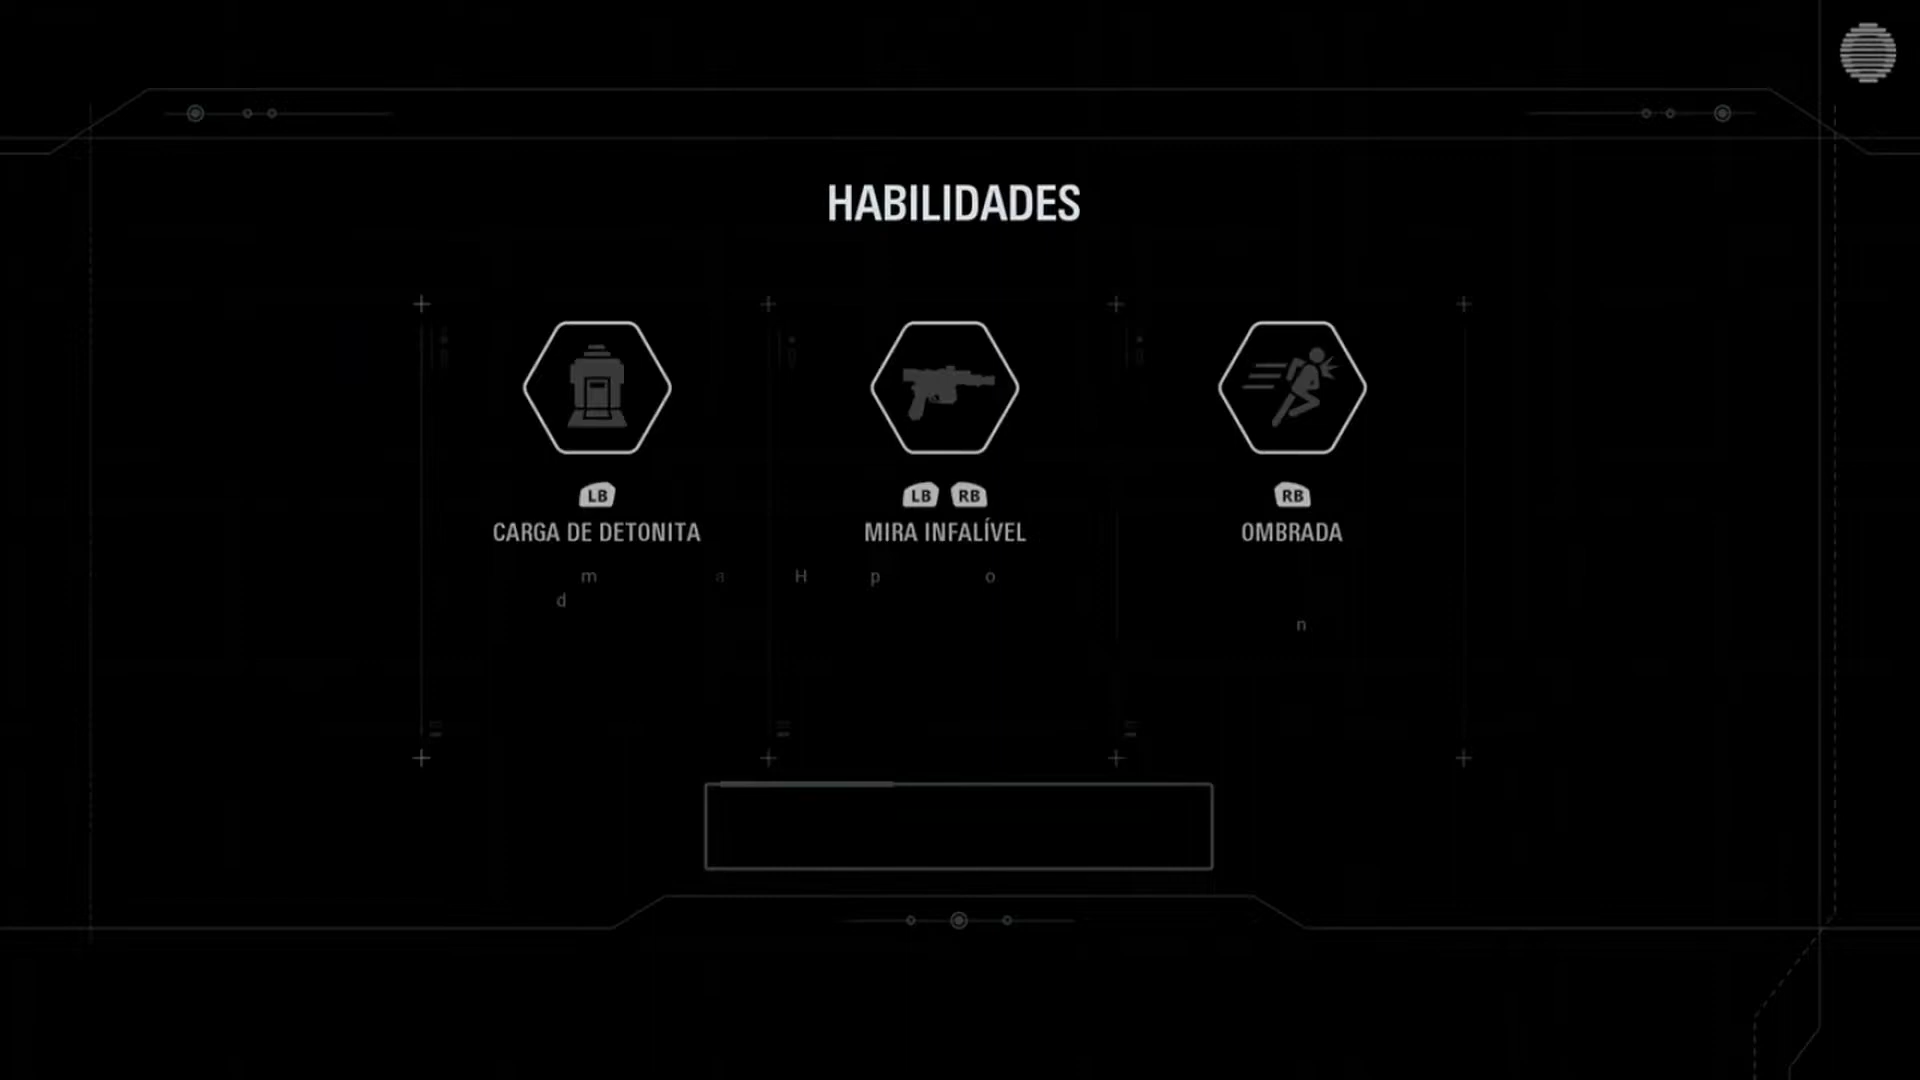 HABILIDADES
LB
CARGA DE DETONITA
LB RB
MIRA INFALÍVEL
RB
OMBRADA
m a
d
H p o
n